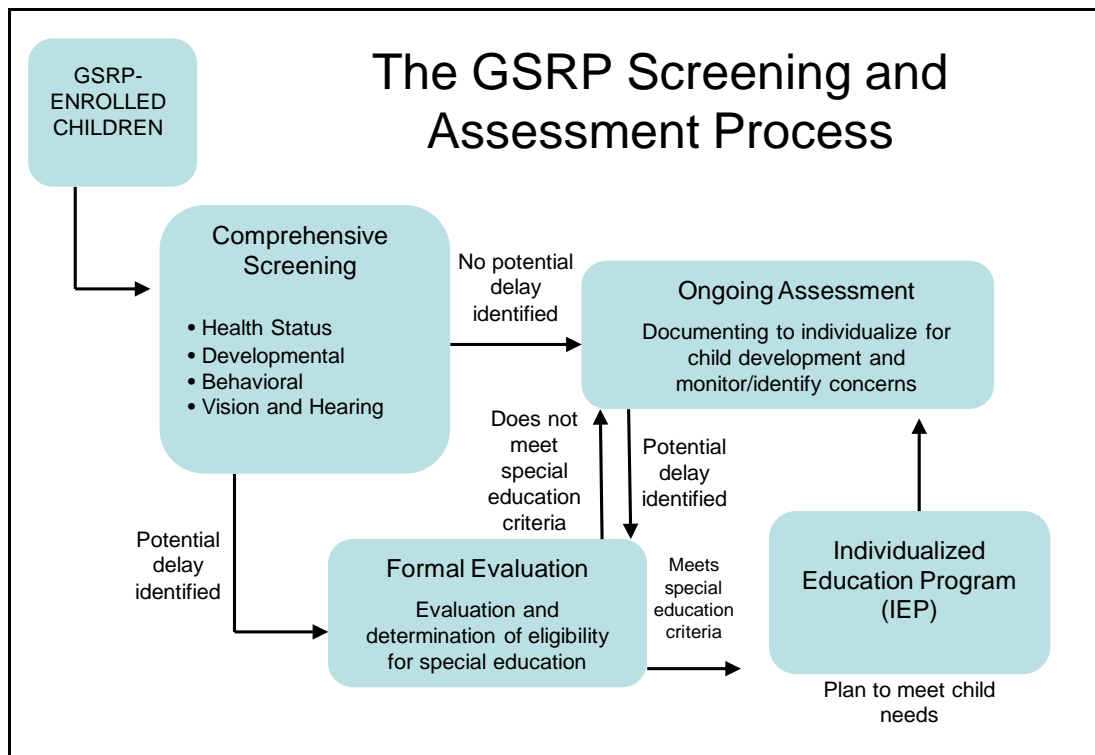 The GSRP Screening and
Assessment Process
GSRP-
ENROLLED
CHILDREN
Comprehensive
Screening
• Health Status
• Developmental
• Behavioral
• Vision and Hearing
No potential
delay
identified
Ongoing Assessment
Documenting to individualize for
child development and
monitor/identify concerns
Does not
meet
special
education
criteria
Potential
delay
identified
Potential
delay
identified
Formal Evaluation
Evaluation and
determination of eligibility
for special education
Meets
special
education
criteria
Individualized
Education Program
(IEP)
Plan to meet child
needs